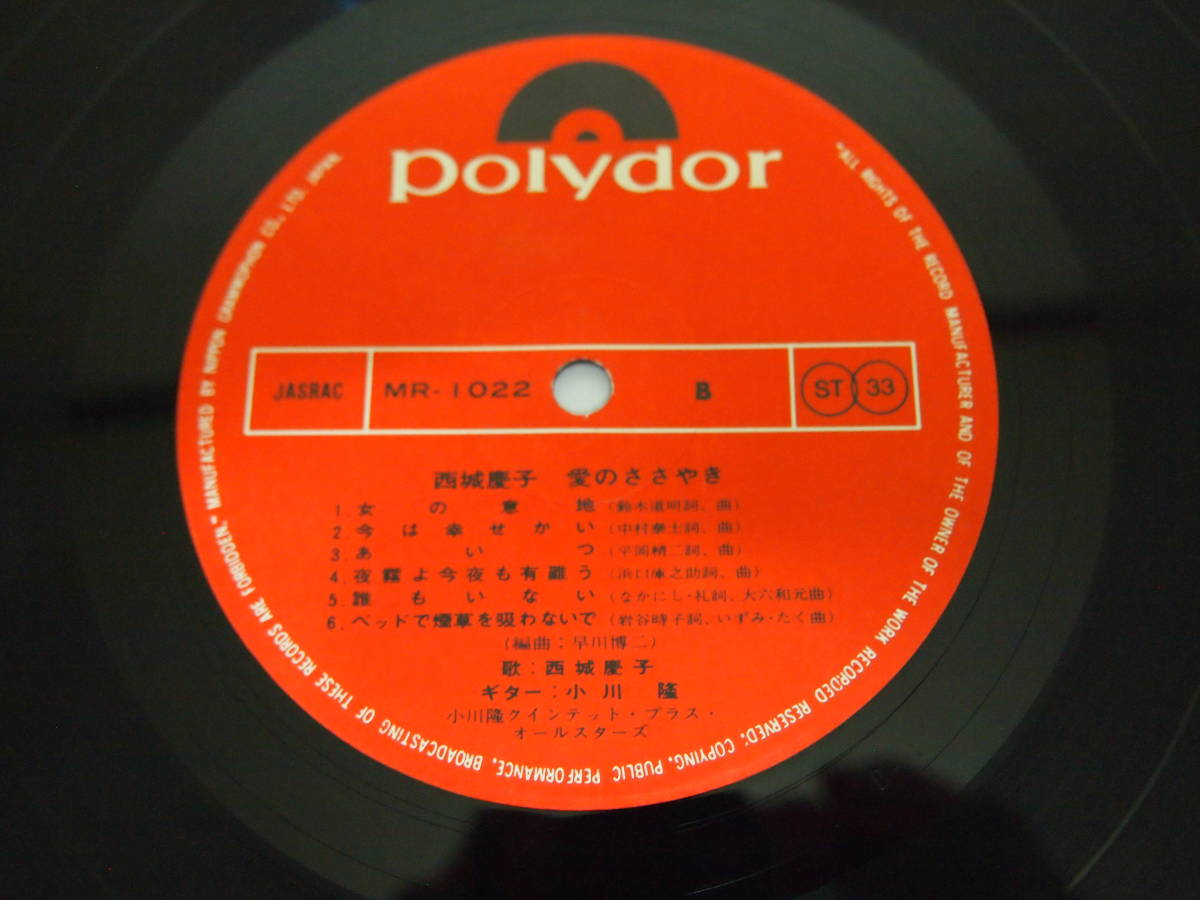 polydor
JASRAC MR-1022 B ST 33
西城慶子 愛のささやき
1. 女の意地 (鈴木道明詞、曲)
2. 今は幸せかい (中村泰士詞、曲)
3. あいつ (平岡精二詞、曲)
4. 夜霧よ今夜も有難う (浜口庫之助詞、曲)
5. 誰もいない (なかにし・礼詞、大六和元曲)
6. ベッドで煙草を吸わないで (岩谷時子詞、いずみ・たく曲)
(編曲:早川博二)
歌:西城慶子
ギター:小川 隆
小川隆クインテット・プラス・
オールスターズ
"ALL RIGHTS OF THE RECORD MANUFACTURER AND OF THE OWNER OF THE WORK RECORDED RESERVED; COPYING, PUBLIC PERFORMANCE, BROADCASTING OF THESE RECORDS ARE FORBIDDEN." MANUFACTURED BY NIPPON GRAMMOPHON CO., LTD. JAPAN